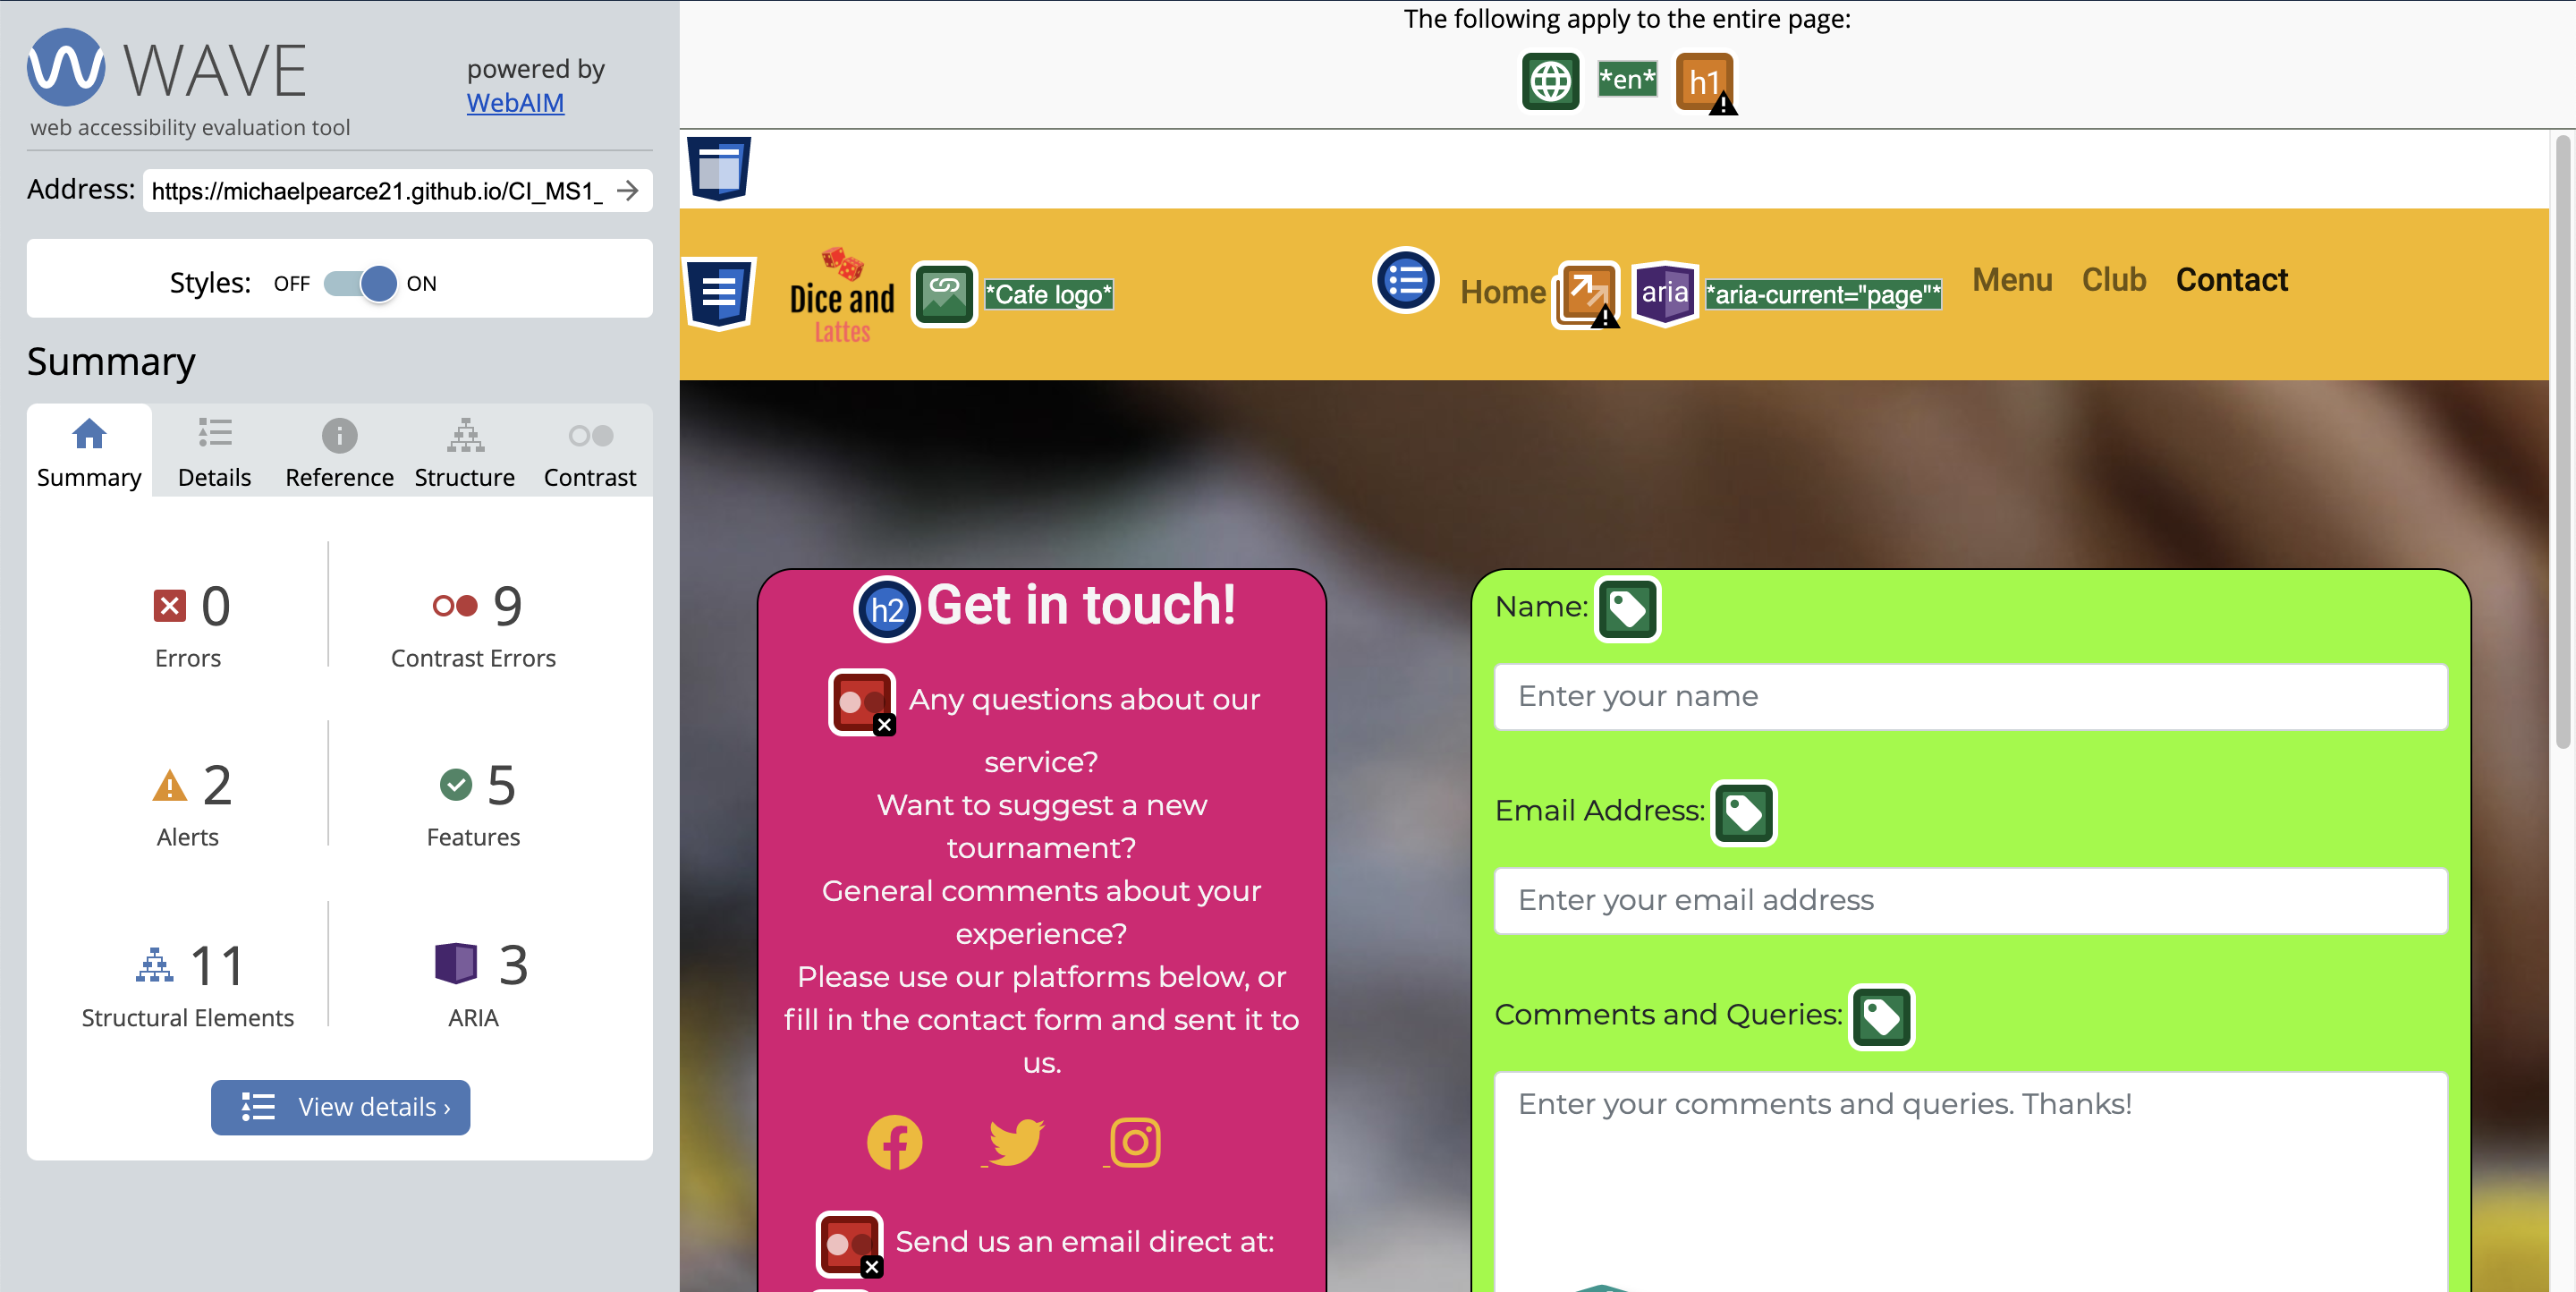 WAVE
powered by
WebAIM
web accessibility evaluation tool
Address: https://michaelpearce21.github.io/CI_MS1_
Styles: OFF ON
Summary
Summary Details Reference Structure Contrast
0 9
Errors Contrast Errors
2 5
Alerts Features
11 3
Structural Elements ARIA
View details ›
The following apply to the entire page:
*en* h1
Dice and
Lattes
*Cafe logo*
Home aria *aria-current="page"* Menu Club Contact
h2 Get in touch!
Any questions about our
service?
Want to suggest a new
tournament?
General comments about your
experience?
Please use our platforms below, or
fill in the contact form and sent it to
us.
Send us an email direct at:
Name:
Enter your name
Email Address:
Enter your email address
Comments and Queries:
Enter your comments and queries. Thanks!